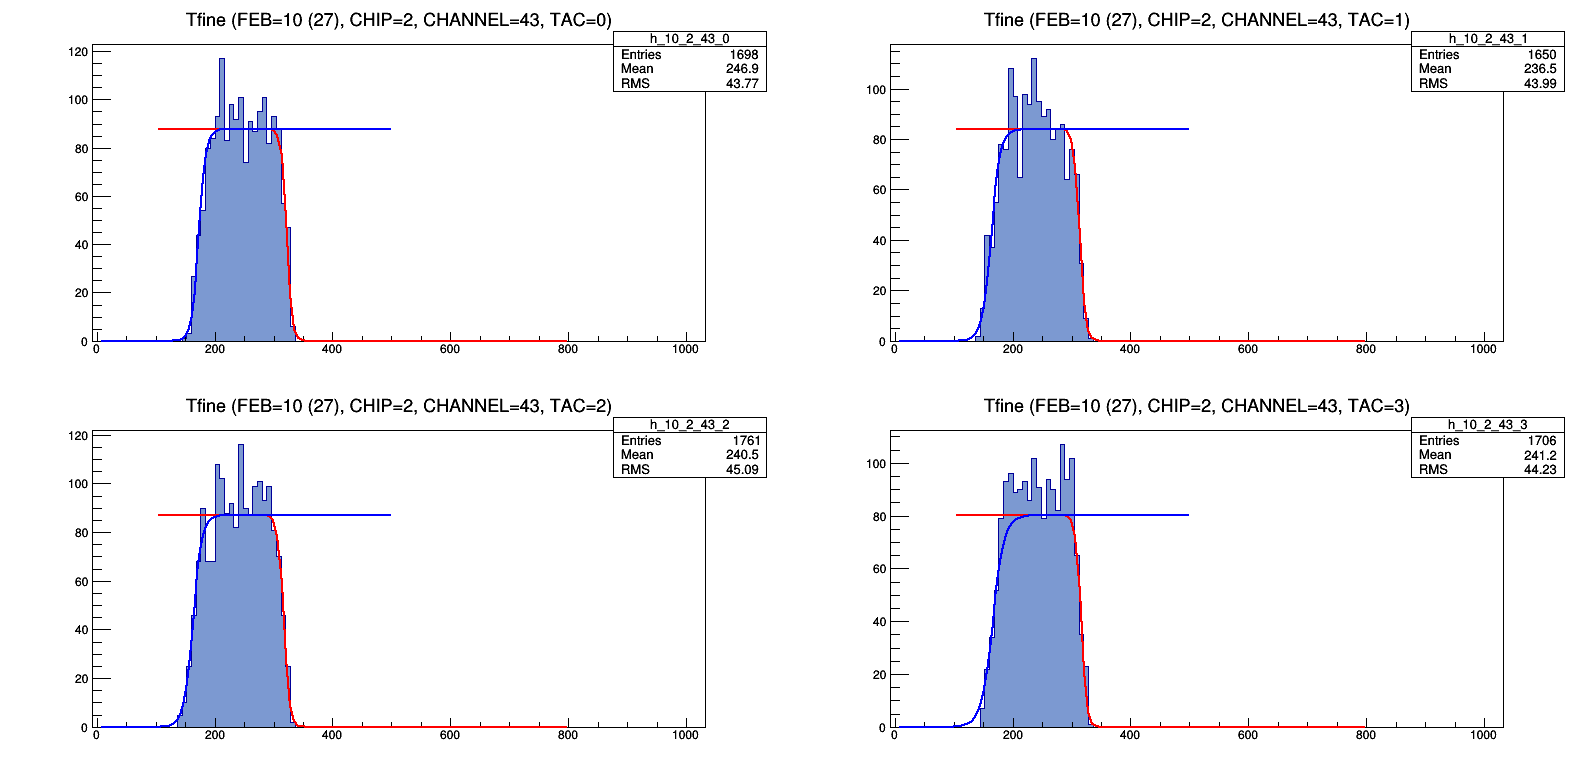 Tfine (FEB=10 (27), CHIP=2, CHANNEL=43, TAC=0)
h_10_2_43_0
Entries 1698
Mean 246.9
RMS 43.77
120
100
80
60
40
20
0
0 200 400 600 800 1000
Tfine (FEB=10 (27), CHIP=2, CHANNEL=43, TAC=1)
h_10_2_43_1
Entries 1650
Mean 236.5
RMS 43.99
100
80
60
40
20
0
0 200 400 600 800 1000
Tfine (FEB=10 (27), CHIP=2, CHANNEL=43, TAC=2)
h_10_2_43_2
Entries 1761
Mean 240.5
RMS 45.09
120
100
80
60
40
20
0
0 200 400 600 800 1000
Tfine (FEB=10 (27), CHIP=2, CHANNEL=43, TAC=3)
h_10_2_43_3
Entries 1706
Mean 241.2
RMS 44.23
100
80
60
40
20
0
0 200 400 600 800 1000